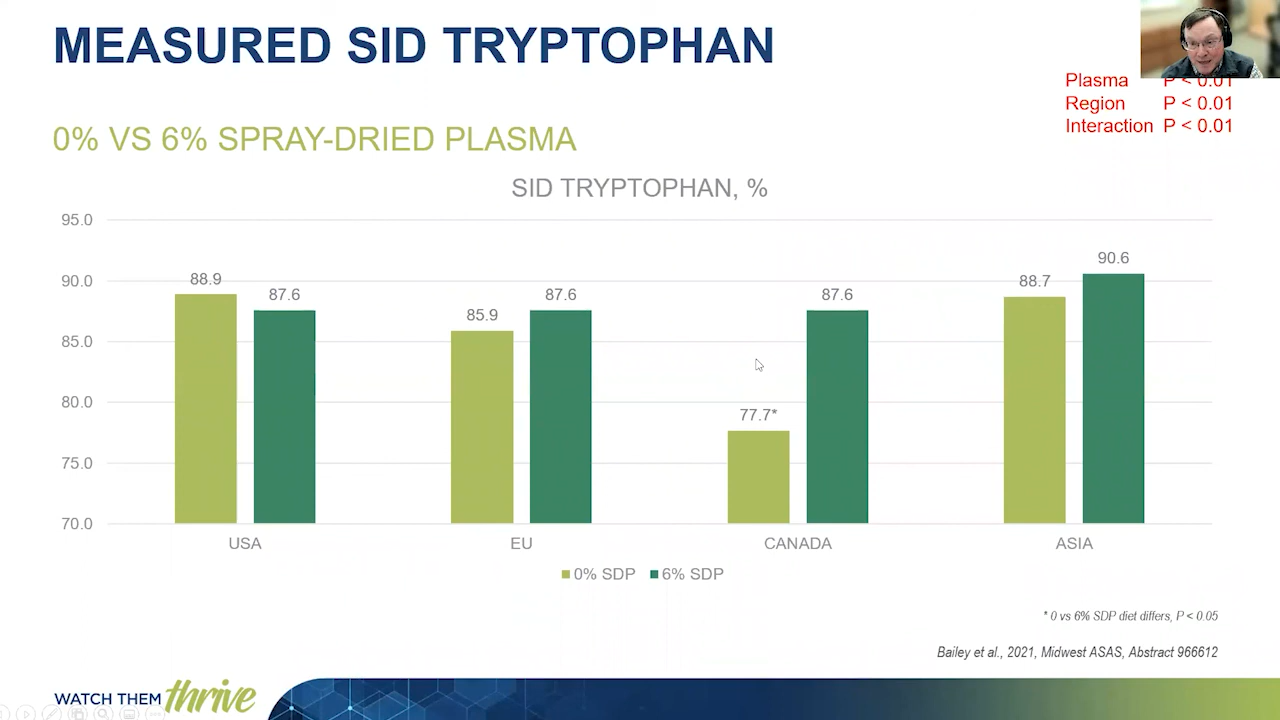 MEASURED SID TRYPTOPHAN
Plasma P < 0.01
Region P < 0.01
Interaction P < 0.01
0% VS 6% SPRAY-DRIED PLASMA
SID TRYPTOPHAN, %
95.0
90.0
85.0
80.0
75.0
70.0
88.9
87.6
85.9
87.6
77.7*
87.6
88.7
90.6
USA
EU
CANADA
ASIA
0% SDP 6% SDP
* 0 vs 6% SDP diet differs, P < 0.05
Bailey et al., 2021, Midwest ASAS, Abstract 966612
WATCH THEM thrive